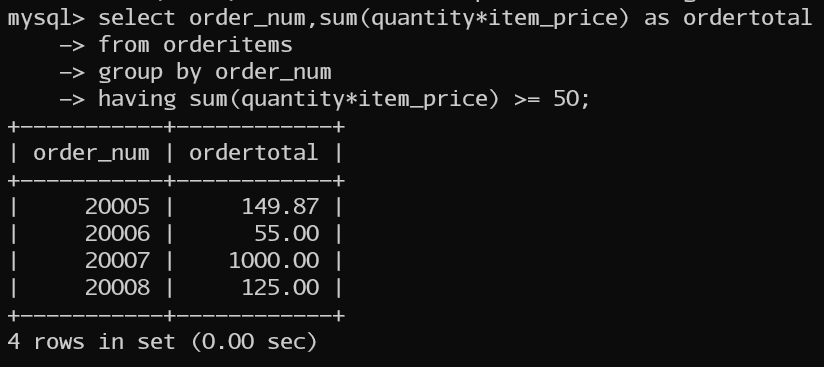 mysql> select order_num,sum(quantity*item_price) as ordertotal
    -> from orderitems
    -> group by order_num
    -> having sum(quantity*item_price) >= 50;
+-----------+------------+
| order_num | ordertotal |
+-----------+------------+
|     20005 |     149.87 |
|     20006 |      55.00 |
|     20007 |    1000.00 |
|     20008 |     125.00 |
+-----------+------------+
4 rows in set (0.00 sec)